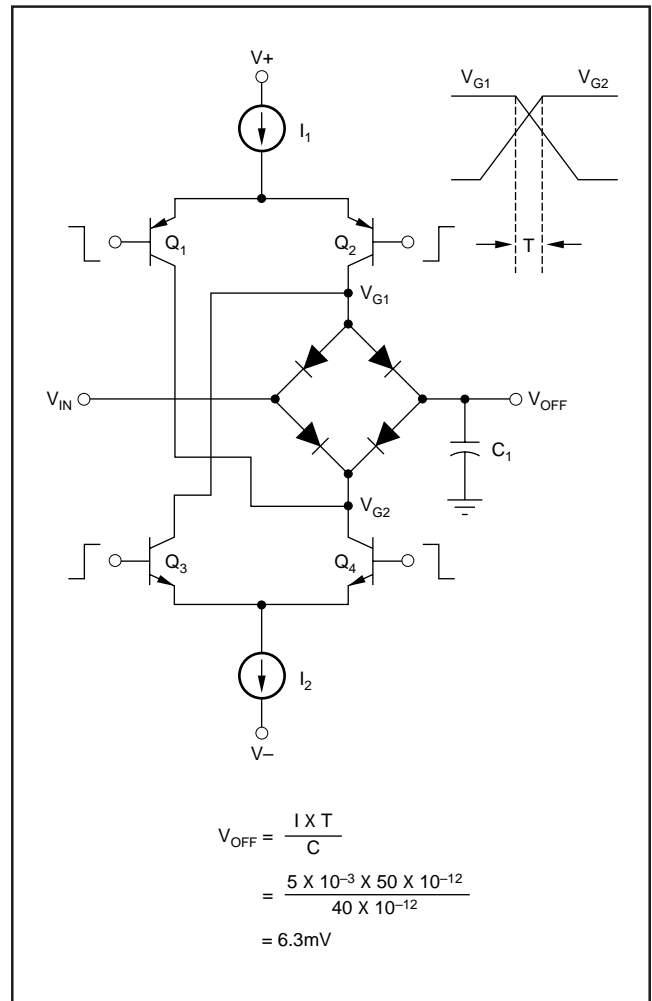 V+
I1
VG1 VG2
T
Q1
Q2
VG1
VIN
VOFF
C1
VG2
Q3
Q4
I2
V–
VOFF = I X T
C
= 5 X 10–3 X 50 X 10–12
40 X 10–12
= 6.3mV